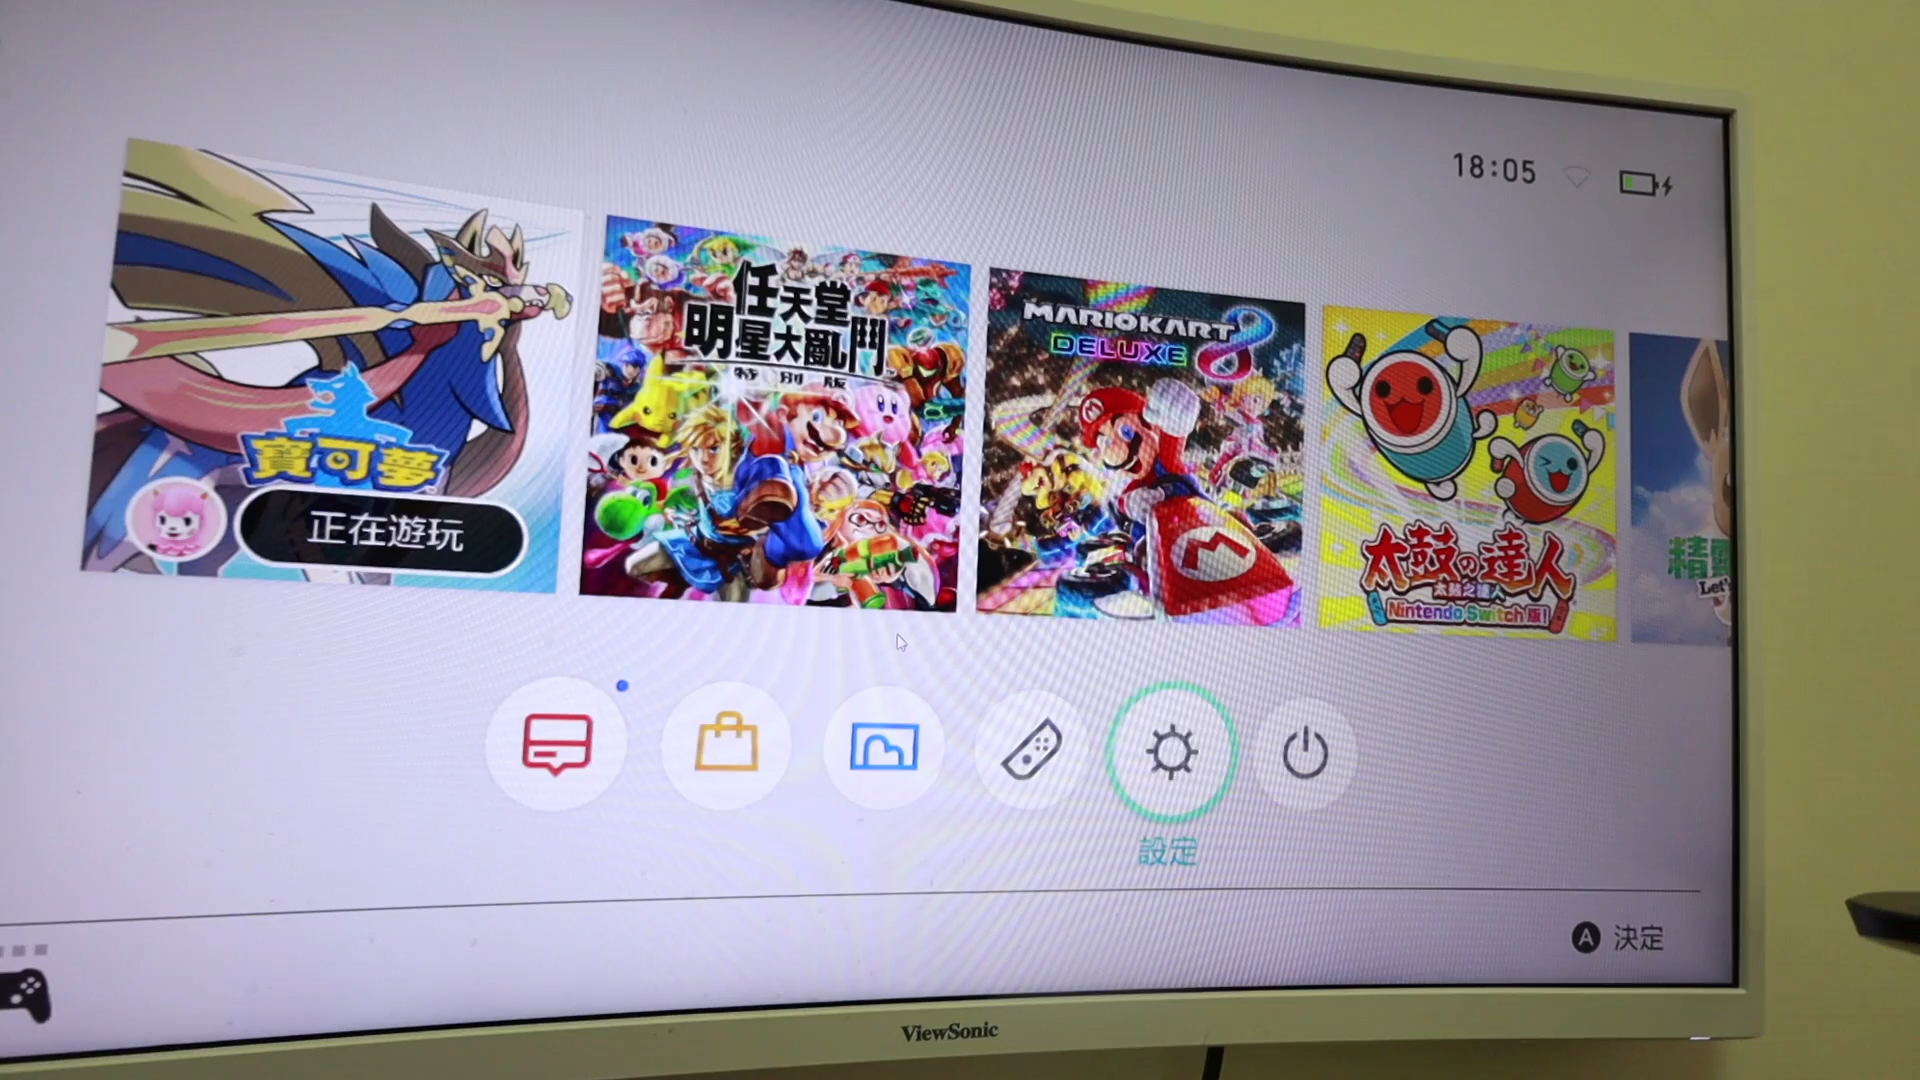 18:05
寶可夢
正在遊玩
任天堂
明星大亂鬥
特別版
MARIOKART 8
DELUXE
太鼓の達人
太鼓之達人
Nintendo Switch版!
精靈
Let's
設定
A 決定
ViewSonic